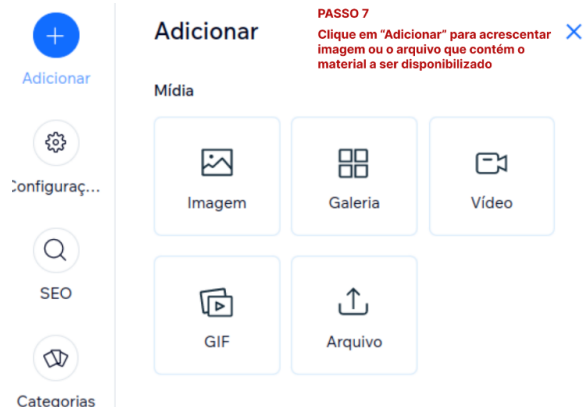 Adicionar
Configuraç...
SEO
Categorias
Adicionar
PASSO 7
Clique em “Adicionar” para acrescentar
imagem ou o arquivo que contém o
material a ser disponibilizado
Mídia
Imagem
Galeria
Vídeo
GIF
Arquivo